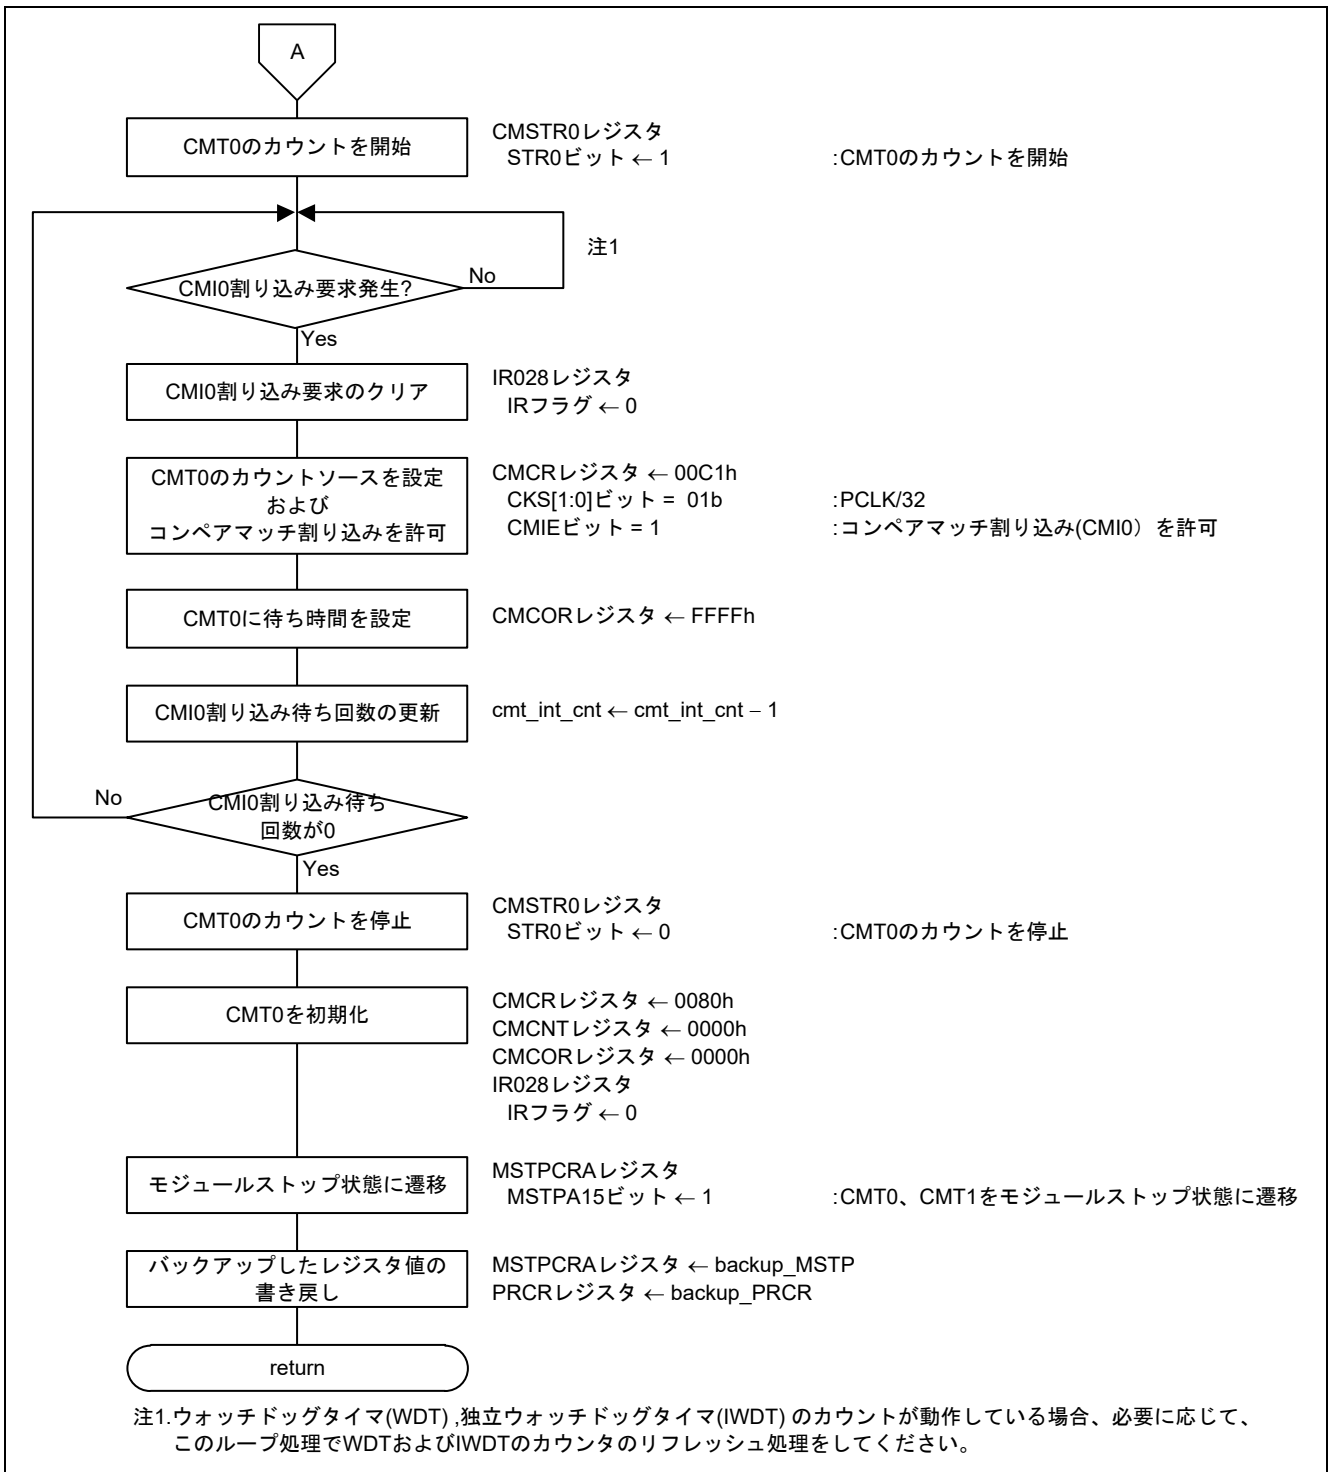 A
CMT0のカウントを開始
CMSTR0レジスタ
STR0ビット ← 1 :CMT0のカウントを開始
注1
CMI0割り込み要求発生?
No
Yes
CMI0割り込み要求のクリア
IR028レジスタ
IRフラグ ← 0
CMT0のカウントソースを設定
および
コンペアマッチ割り込みを許可
CMCRレジスタ ← 00C1h
CKS[1:0]ビット = 01b :PCLK/32
CMIEビット = 1 :コンペアマッチ割り込み(CMI0）を許可
CMT0に待ち時間を設定
CMCORレジスタ ← FFFFh
CMI0割り込み待ち回数の更新
cmt_int_cnt ← cmt_int_cnt − 1
No
CMI0割り込み待ち
回数が0
Yes
CMT0のカウントを停止
CMSTR0レジスタ
STR0ビット ← 0 :CMT0のカウントを停止
CMT0を初期化
CMCRレジスタ ← 0080h
CMCNTレジスタ ← 0000h
CMCORレジスタ ← 0000h
IR028レジスタ
IRフラグ ← 0
モジュールストップ状態に遷移
MSTPCRAレジスタ
MSTPA15ビット ← 1 :CMT0、CMT1をモジュールストップ状態に遷移
バックアップしたレジスタ値の
書き戻し
MSTPCRAレジスタ ← backup_MSTP
PRCRレジスタ ← backup_PRCR
return
注1.ウォッチドッグタイマ(WDT) ,独立ウォッチドッグタイマ(IWDT) のカウントが動作している場合、必要に応じて、
このループ処理でWDTおよびIWDTのカウンタのリフレッシュ処理をしてください。